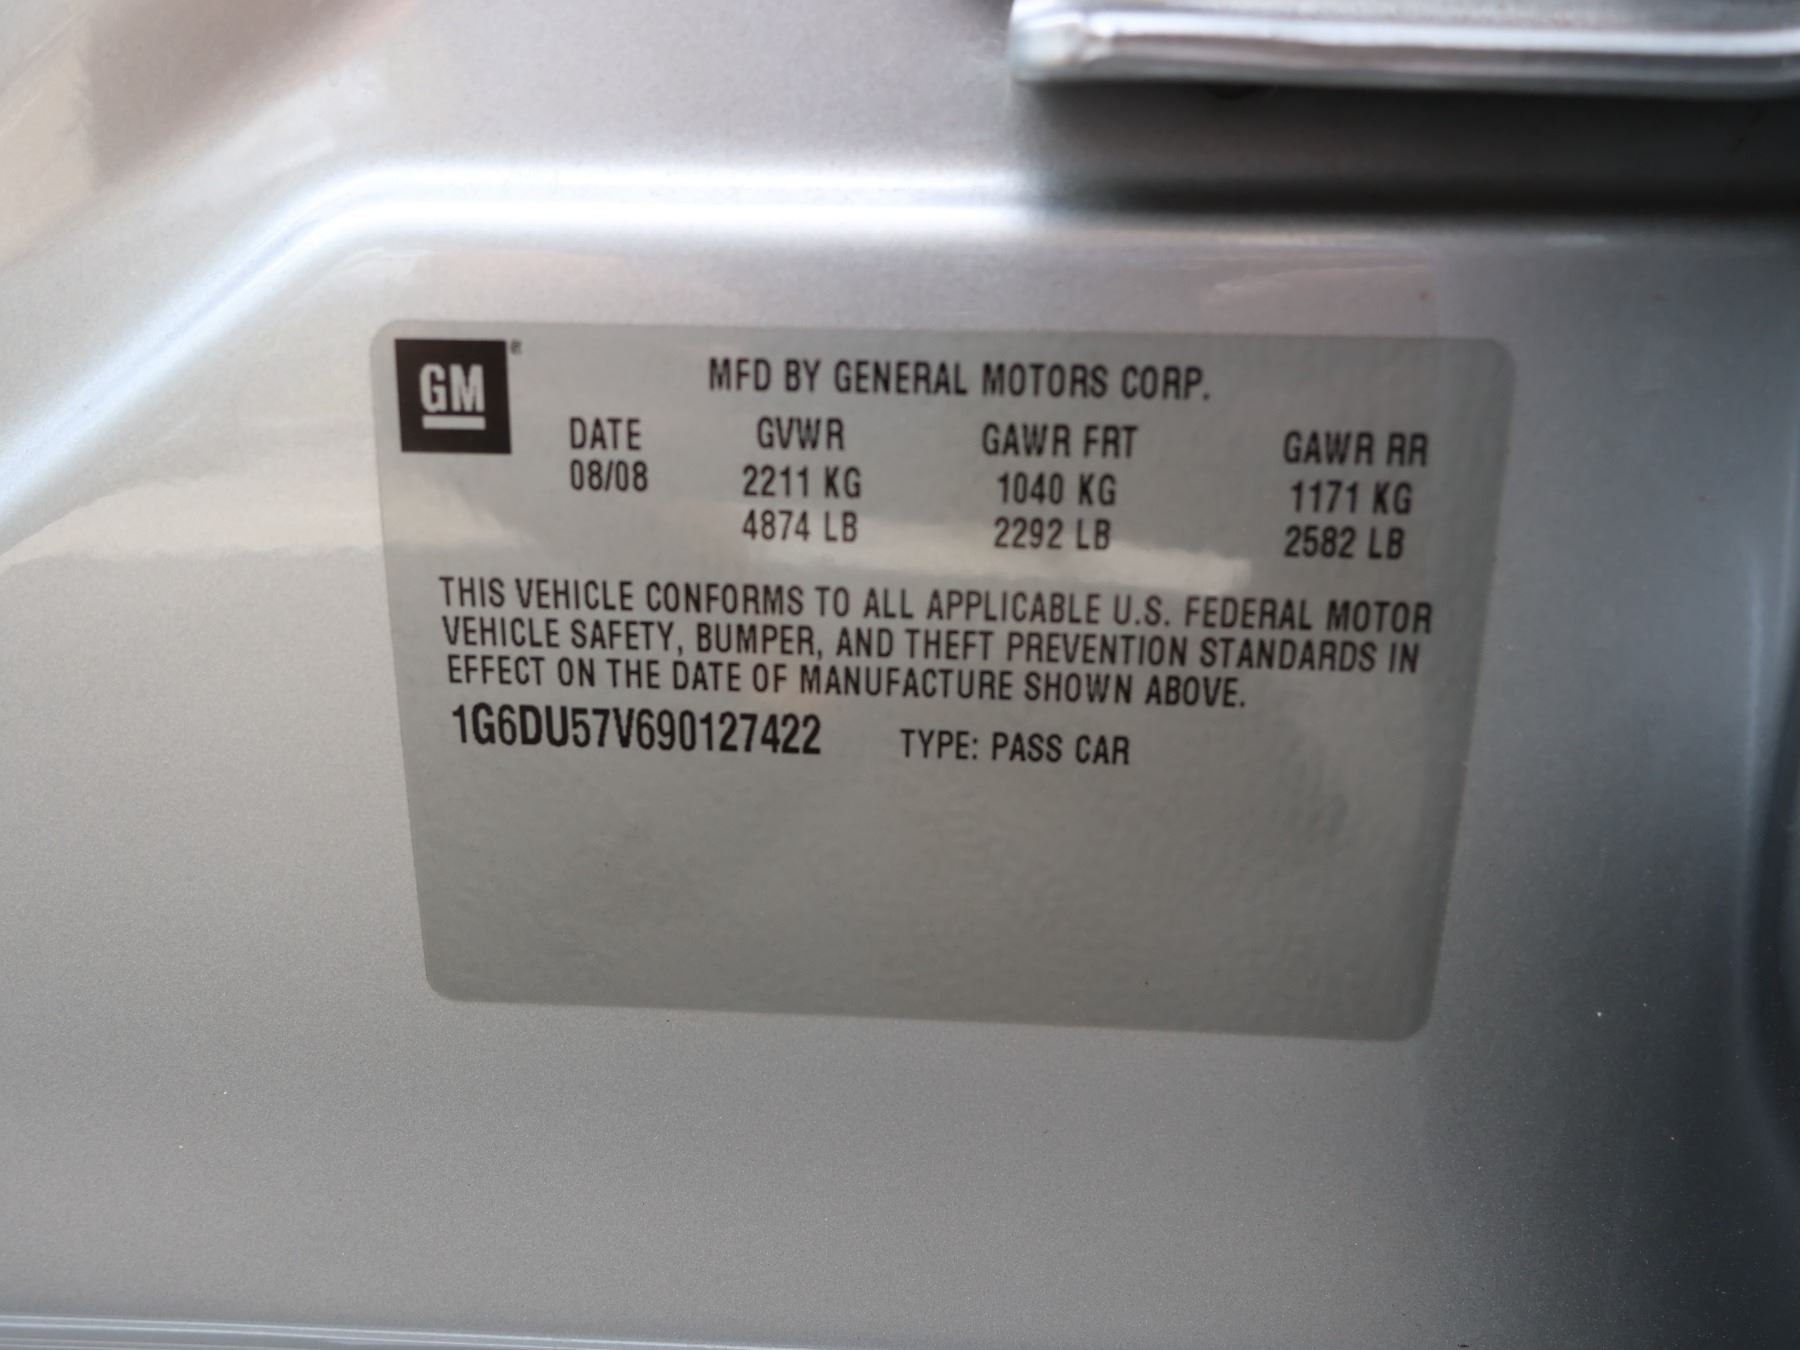 GM
MFD BY GENERAL MOTORS CORP.
DATE GVWR GAWR FRT GAWR RR
08/08 2211 KG 1040 KG 1171 KG
4874 LB 2292 LB 2582 LB
THIS VEHICLE CONFORMS TO ALL APPLICABLE U.S. FEDERAL MOTOR
VEHICLE SAFETY, BUMPER, AND THEFT PREVENTION STANDARDS IN
EFFECT ON THE DATE OF MANUFACTURE SHOWN ABOVE.
1G6DU57V690127422 TYPE: PASS CAR